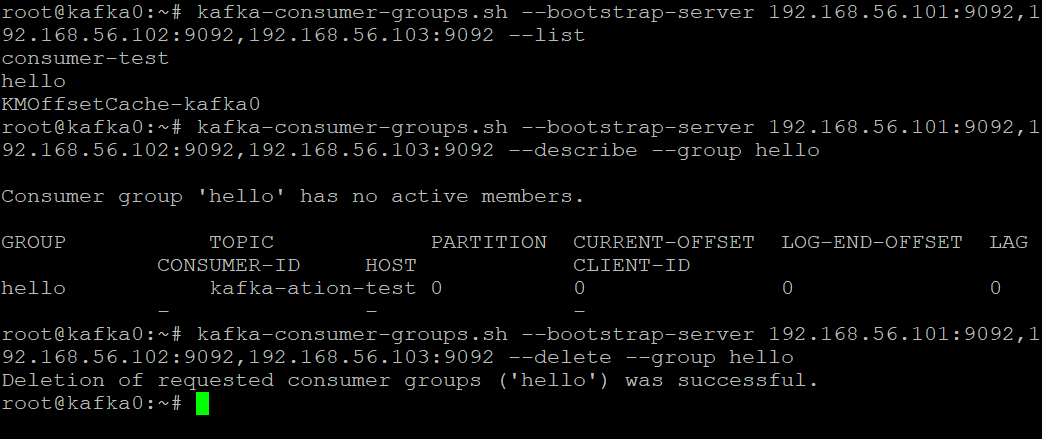 root@kafka0:~# kafka-consumer-groups.sh --bootstrap-server 192.168.56.101:9092,1
92.168.56.102:9092,192.168.56.103:9092 --list
consumer-test
hello
KMOffsetCache-kafka0
root@kafka0:~# kafka-consumer-groups.sh --bootstrap-server 192.168.56.101:9092,1
92.168.56.102:9092,192.168.56.103:9092 --describe --group hello
Consumer group 'hello' has no active members.
GROUP TOPIC PARTITION CURRENT-OFFSET LOG-END-OFFSET LAG
CONSUMER-ID HOST CLIENT-ID
hello kafka-ation-test 0 0 0 0
- - -
root@kafka0:~# kafka-consumer-groups.sh --bootstrap-server 192.168.56.101:9092,1
92.168.56.102:9092,192.168.56.103:9092 --delete --group hello
Deletion of requested consumer groups ('hello') was successful.
root@kafka0:~#